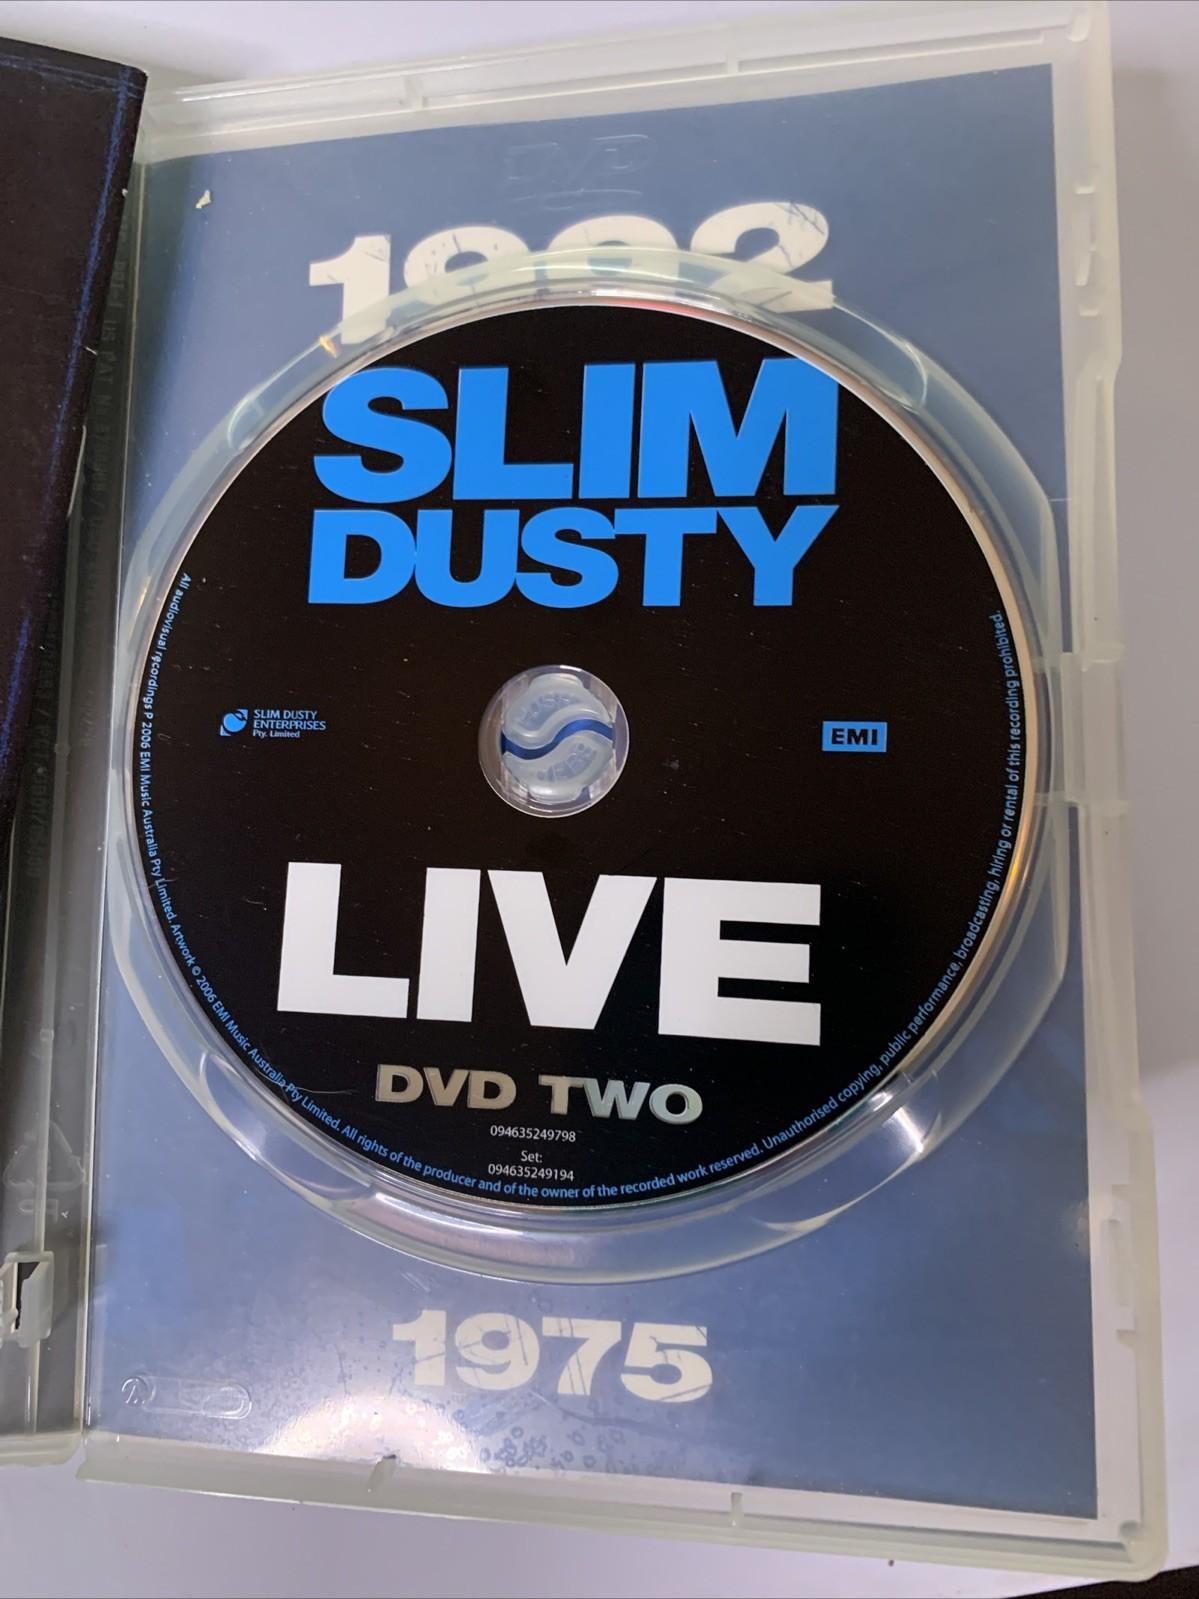 DVD
1992
SLIM
DUSTY
SLIM DUSTY
ENTERPRISES
Pty. Limited
EMI
LIVE
DVD TWO
094635249798
Set:
094635249194
All audiovisual recordings P 2006 EMI Music Australia Pty Limited. Artwork © 2006 EMI Music Australia Pty Limited. All rights of the producer and of the owner of the recorded work reserved. Unauthorised copying, public performance, broadcasting, hiring or rental of this recording prohibited.
1975